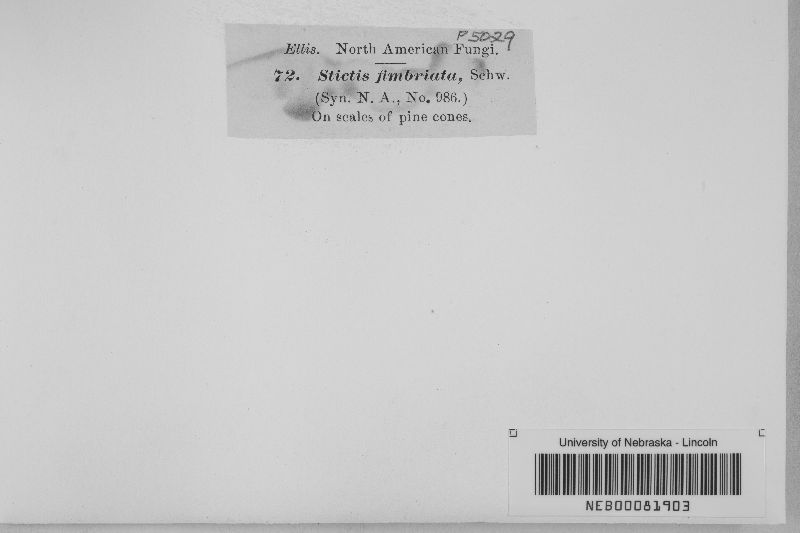 P5029
Ellis. North American Fungi.
72. Stictis fimbriata, Schw.
(Syn. N. A., No. 986.)
On scales of pine cones.
University of Nebraska - Lincoln
NEB00081903